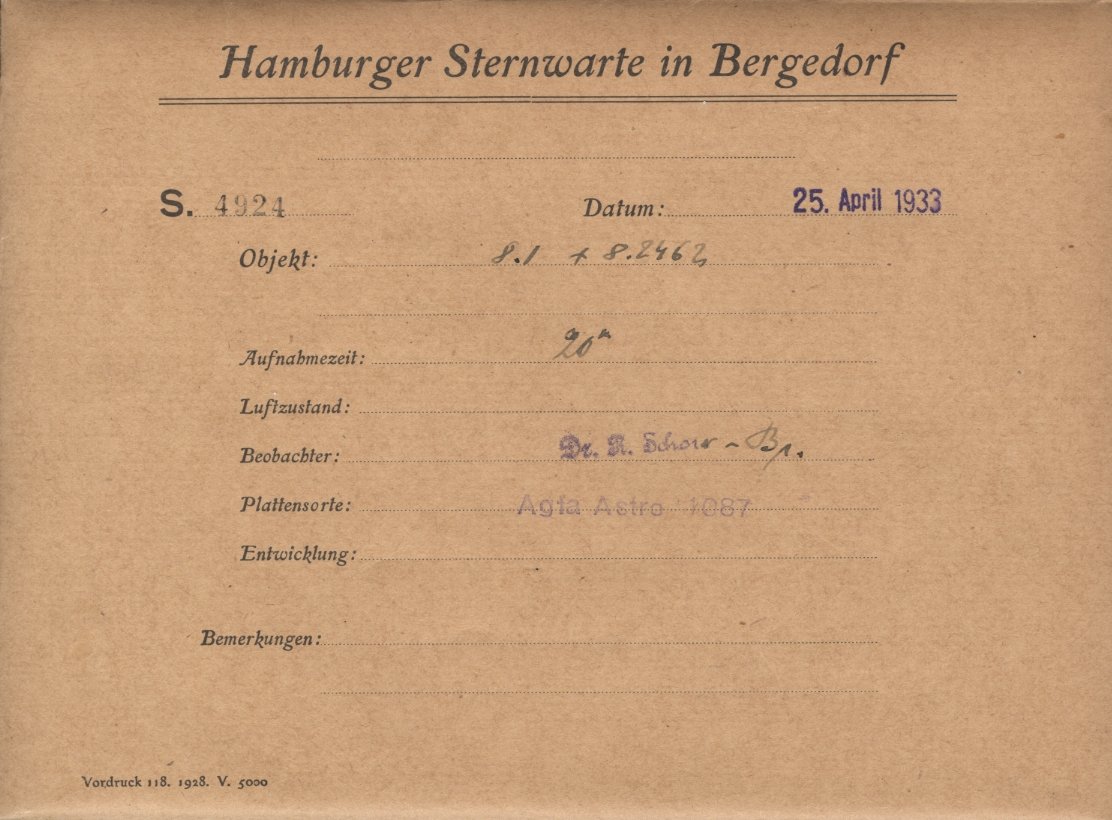 Hamburger Sternwarte in Bergedorf
S. 4924 Datum: 25. April 1933
Objekt: 8.1 + 8.2462
Aufnahmezeit: 20ᵐ
Luftzustand:
Beobachter: Dr. R. Schorr - Br.
Plattensorte: Agfa Astro 1087
Entwicklung:
Bemerkungen:
Vordruck 118. 1928. V. 5000